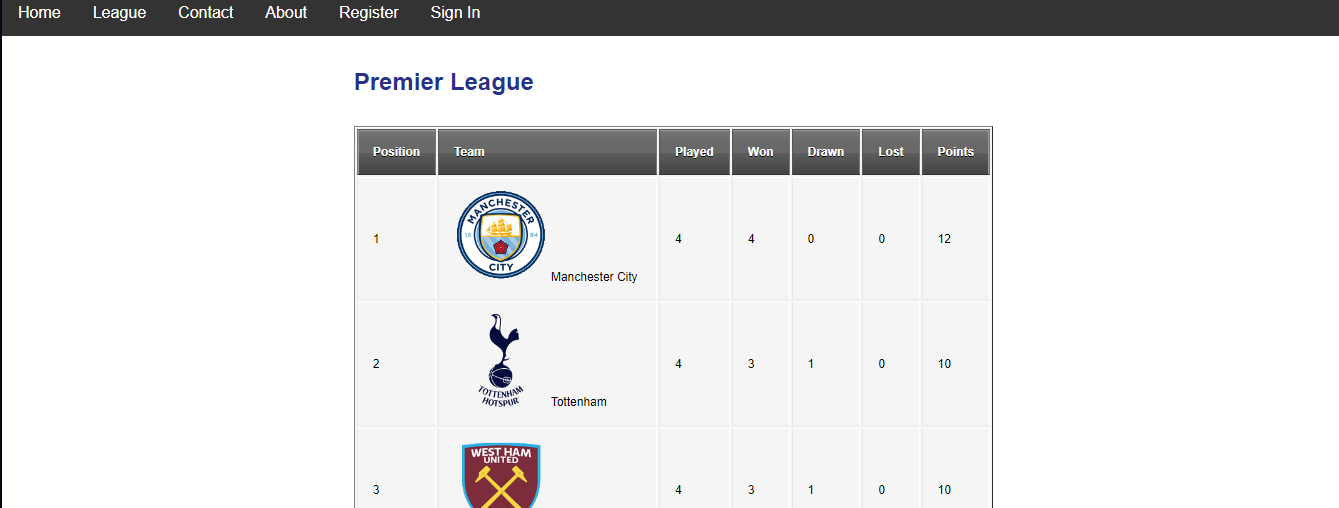 Home League Contact About Register Sign In
Premier League
Position Team Played Won Drawn Lost Points
1 MANCHESTER 18 94 CITY Manchester City 4 4 0 0 12
2 TOTTENHAM HOTSPUR Tottenham 4 3 1 0 10
3 WEST HAM UNITED 4 3 1 0 10